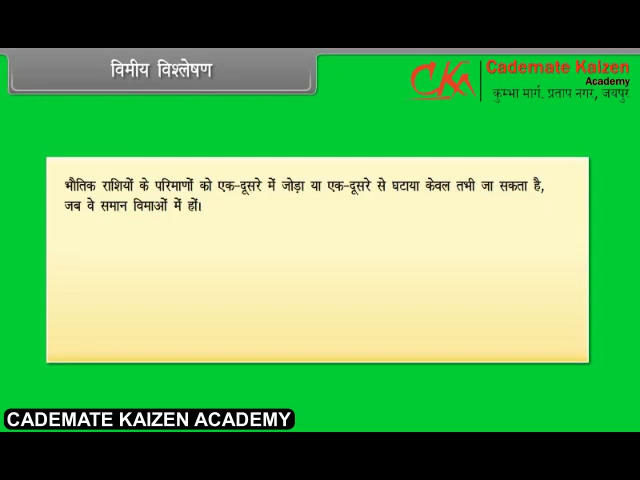 विमीय विश्लेषण
CKA
Cademate Kaizen
Academy
कुम्भा मार्ग. प्रताप नगर, जयपुर
भौतिक राशियों के परिमाणों को एक-दूसरे में जोड़ा या एक-दूसरे से घटाया केवल तभी जा सकता है,
जब वे समान विमाओं में हों।
CADEMATE KAIZEN ACADEMY